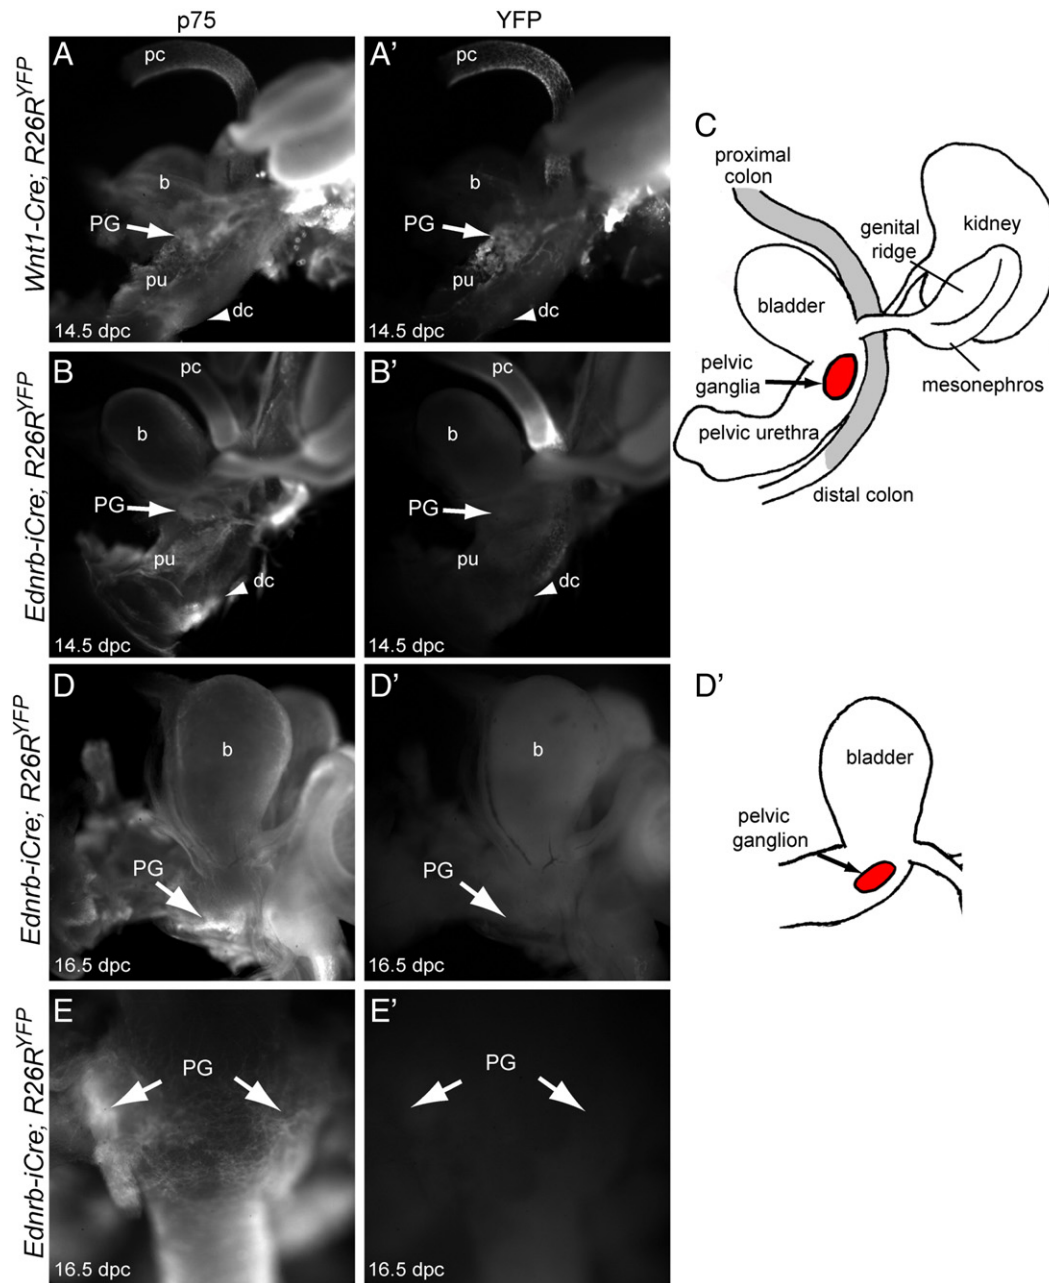 p75
YFP
Wnt1-Cre; R26R^YFP
A
pc
b
PG
pu
dc
14.5 dpc
A'
pc
b
PG
pu
dc
14.5 dpc
Ednrb-iCre; R26R^YFP
B
pc
b
PG
pu
dc
14.5 dpc
B'
pc
b
PG
pu
dc
14.5 dpc
C
proximal
colon
genital
ridge
kidney
bladder
pelvic
ganglia
mesonephros
pelvic urethra
distal colon
Ednrb-iCre; R26R^YFP
D
b
PG
16.5 dpc
D'
b
PG
16.5 dpc
D'
bladder
pelvic
ganglion
Ednrb-iCre; R26R^YFP
E
PG
16.5 dpc
E'
PG
16.5 dpc